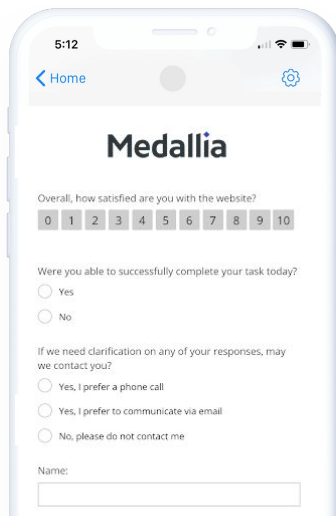 5:12
Home
Medallia
Overall, how satisfied are you with the website?
0 1 2 3 4 5 6 7 8 9 10
Were you able to successfully complete your task today?
Yes
No
If we need clarification on any of your responses, may
we contact you?
Yes, I prefer a phone call
Yes, I prefer to communicate via email
No, please do not contact me
Name: